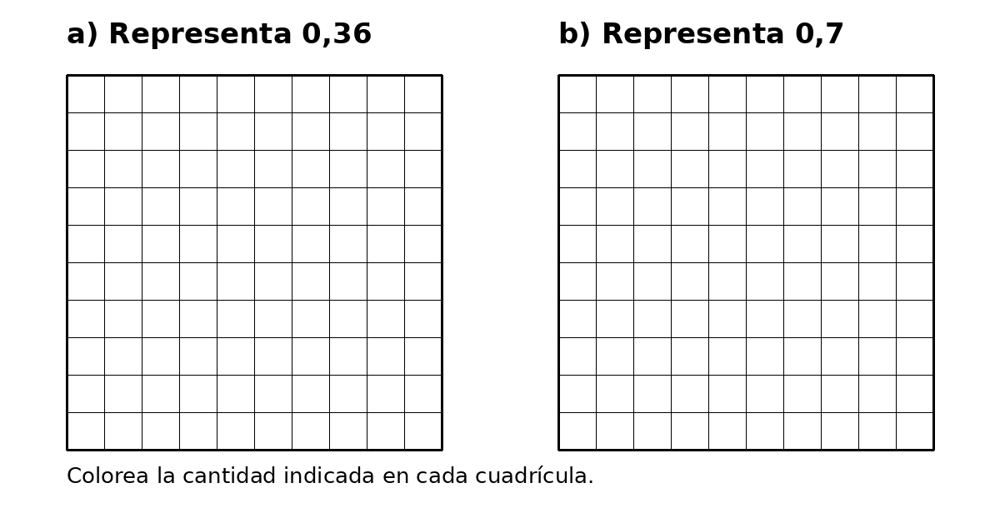 a) Representa 0,36
b) Representa 0,7
Colorea la cantidad indicada en cada cuadrícula.